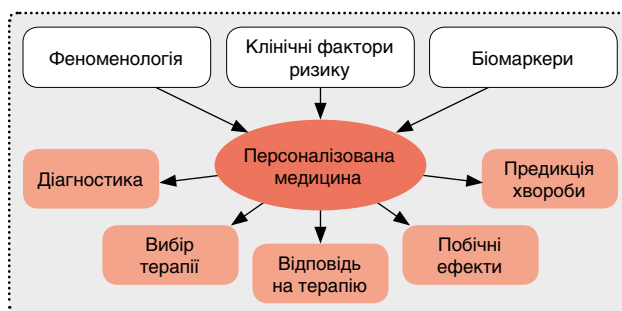 Феноменологія
Клінічні фактори
ризику
Біомаркери
Персоналізована
медицина
Діагностика
Предикція
хвороби
Вибір
терапії
Відповідь
на терапію
Побічні
ефекти